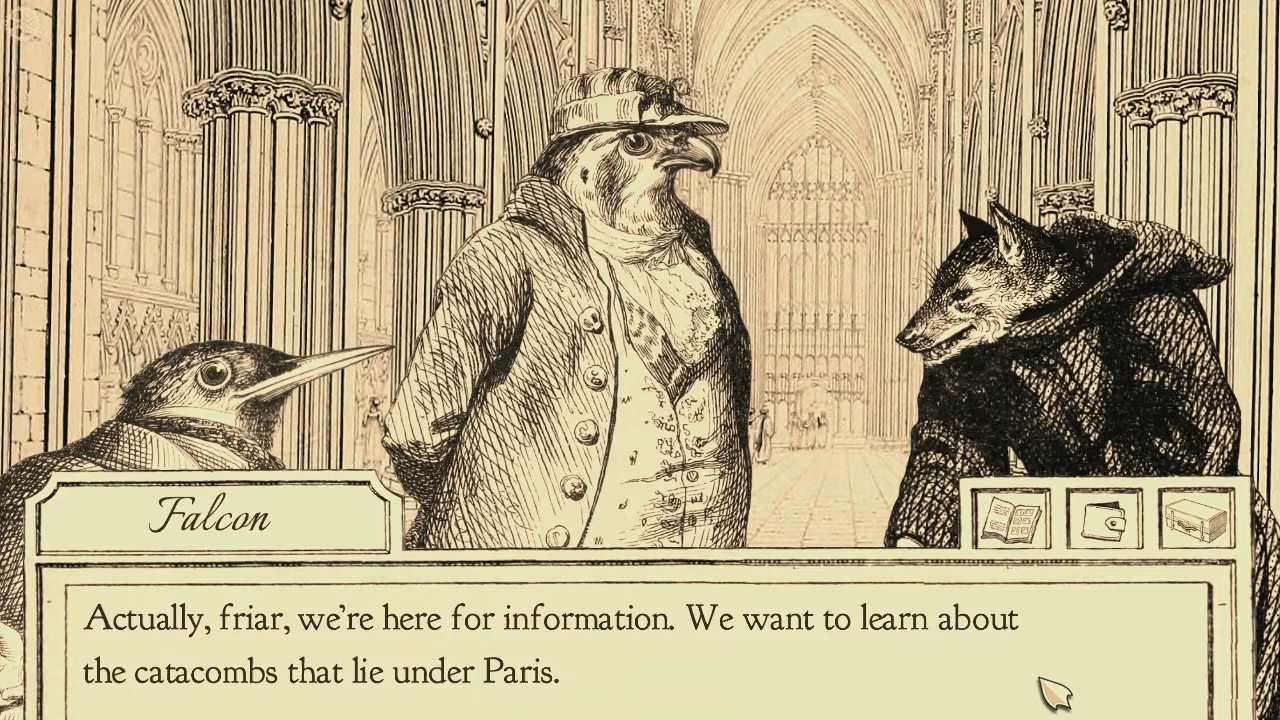 Falcon
Actually, friar, we're here for information. We want to learn about
the catacombs that lie under Paris.